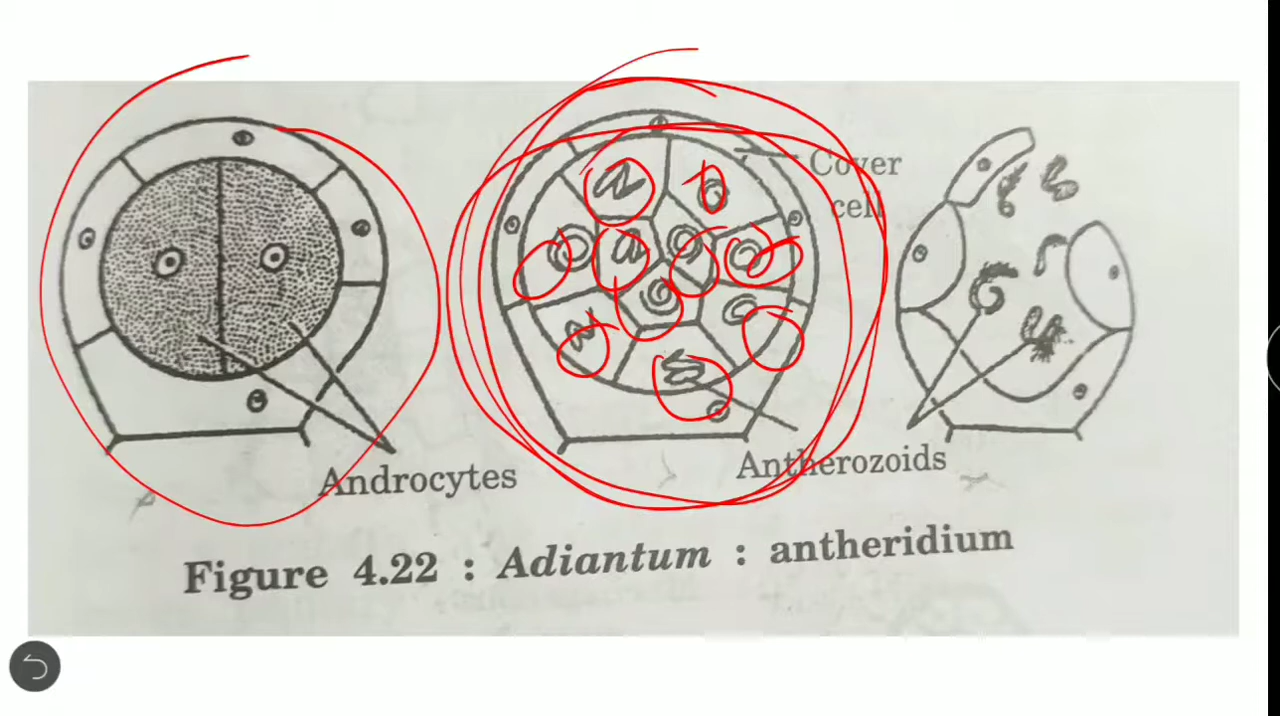 Cover
cell
Androcytes
Antherozoids
Figure 4.22 : Adiantum : antheridium